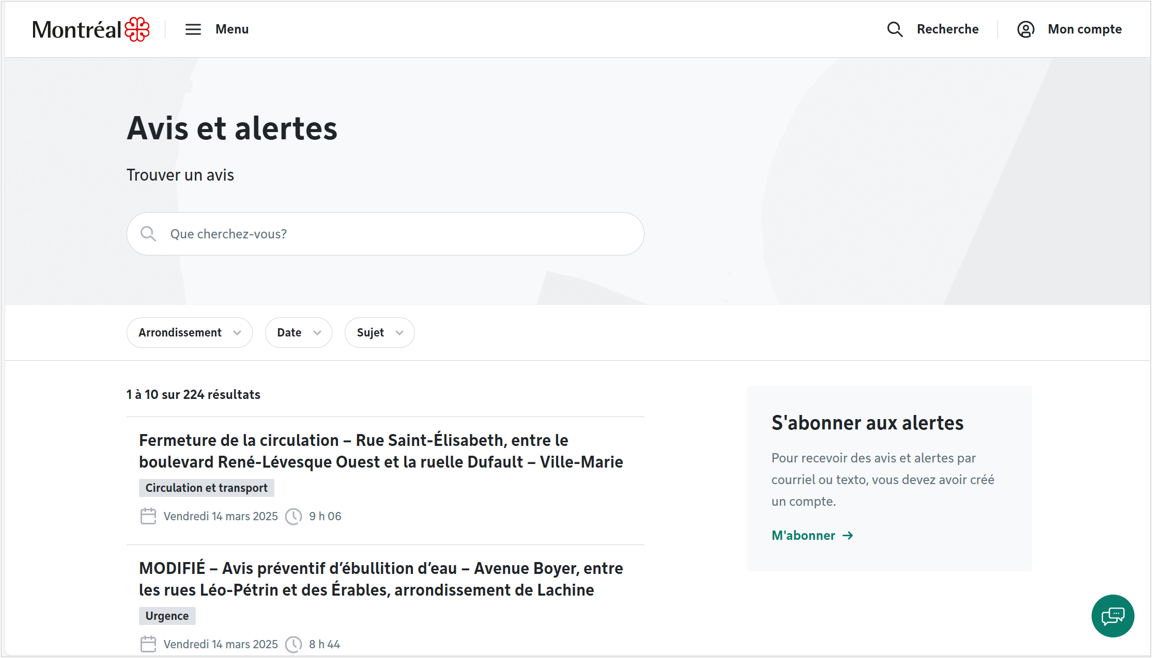 Montréal
Menu
Recherche
Mon compte
Avis et alertes
Trouver un avis
Que cherchez-vous?
Arrondissement
Date
Sujet
1 à 10 sur 224 résultats
Fermeture de la circulation – Rue Saint-Élisabeth, entre le
boulevard René-Lévesque Ouest et la ruelle Dufault – Ville-Marie
Circulation et transport
Vendredi 14 mars 2025 9 h 06
MODIFIÉ – Avis préventif d’ébullition d’eau – Avenue Boyer, entre
les rues Léo-Pétrin et des Érables, arrondissement de Lachine
Urgence
Vendredi 14 mars 2025 8 h 44
S'abonner aux alertes
Pour recevoir des avis et alertes par
courriel ou texto, vous devez avoir créé
un compte.
M'abonner →